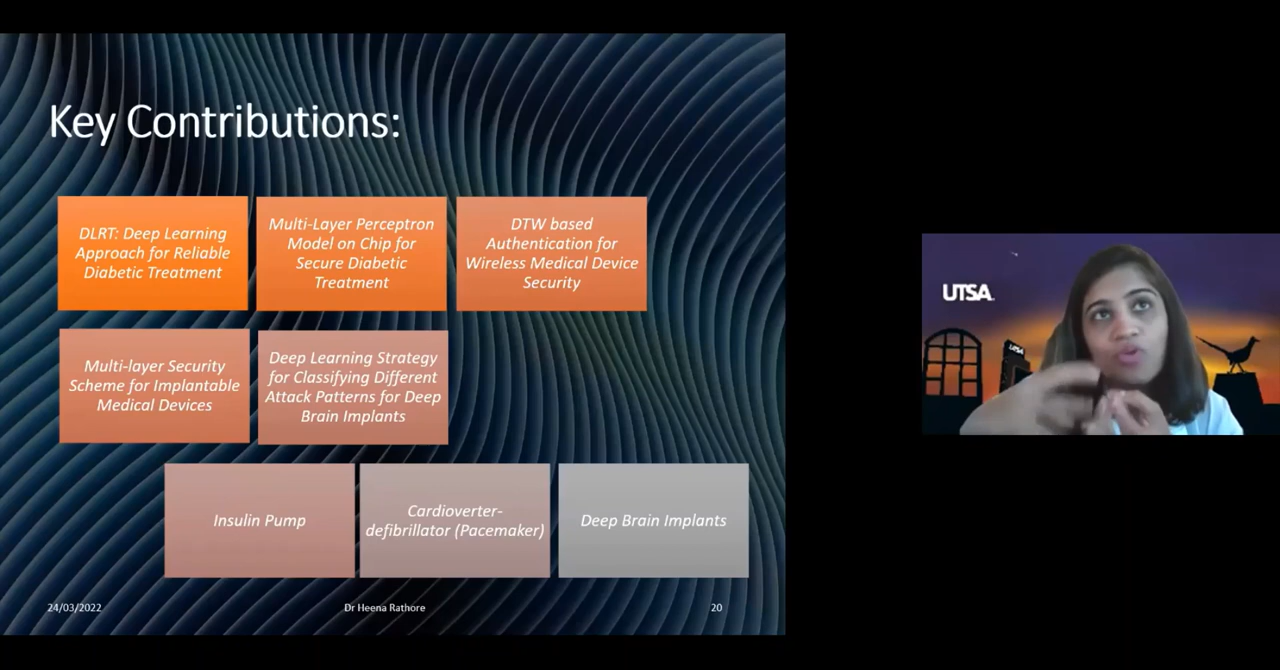 Key Contributions:
DLRT: Deep Learning
Approach for Reliable
Diabetic Treatment
Multi-Layer Perceptron
Model on Chip for
Secure Diabetic
Treatment
DTW based
Authentication for
Wireless Medical Device
Security
Multi-layer Security
Scheme for Implantable
Medical Devices
Deep Learning Strategy
for Classifying Different
Attack Patterns for Deep
Brain Implants
Insulin Pump
Cardioverter-
defibrillator (Pacemaker)
Deep Brain Implants
24/03/2022
Dr Heena Rathore
20
UTSA
UTSA